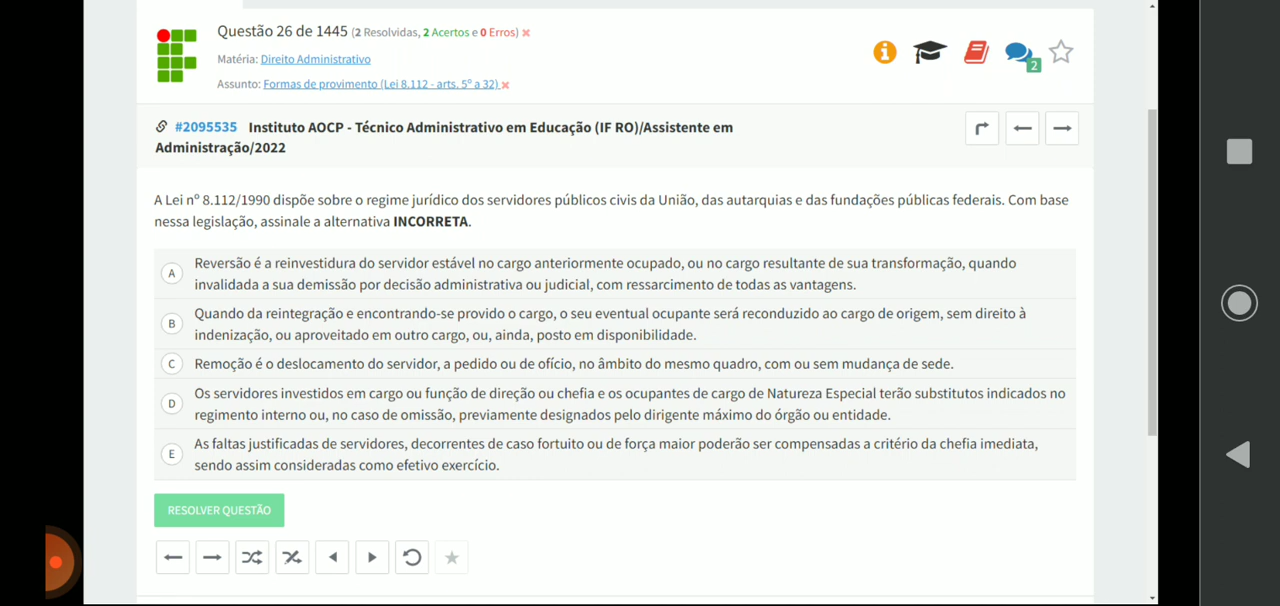 Questão 26 de 1445 (2 Resolvidas, 2 Acertos e 0 Erros) ×
Matéria: Direito Administrativo
Assunto: Formas de provimento (Lei 8.112 - arts. 5º a 32) ×
2
#2095535 Instituto AOCP - Técnico Administrativo em Educação (IF RO)/Assistente em
Administração/2022
A Lei nº 8.112/1990 dispõe sobre o regime jurídico dos servidores públicos civis da União, das autarquias e das fundações públicas federais. Com base
nessa legislação, assinale a alternativa INCORRETA.
A Reversão é a reinvestidura do servidor estável no cargo anteriormente ocupado, ou no cargo resultante de sua transformação, quando
invalidada a sua demissão por decisão administrativa ou judicial, com ressarcimento de todas as vantagens.
B Quando da reintegração e encontrando-se provido o cargo, o seu eventual ocupante será reconduzido ao cargo de origem, sem direito à
indenização, ou aproveitado em outro cargo, ou, ainda, posto em disponibilidade.
C Remoção é o deslocamento do servidor, a pedido ou de ofício, no âmbito do mesmo quadro, com ou sem mudança de sede.
D Os servidores investidos em cargo ou função de direção ou chefia e os ocupantes de cargo de Natureza Especial terão substitutos indicados no
regimento interno ou, no caso de omissão, previamente designados pelo dirigente máximo do órgão ou entidade.
E As faltas justificadas de servidores, decorrentes de caso fortuito ou de força maior poderão ser compensadas a critério da chefia imediata,
sendo assim consideradas como efetivo exercício.
RESOLVER QUESTÃO